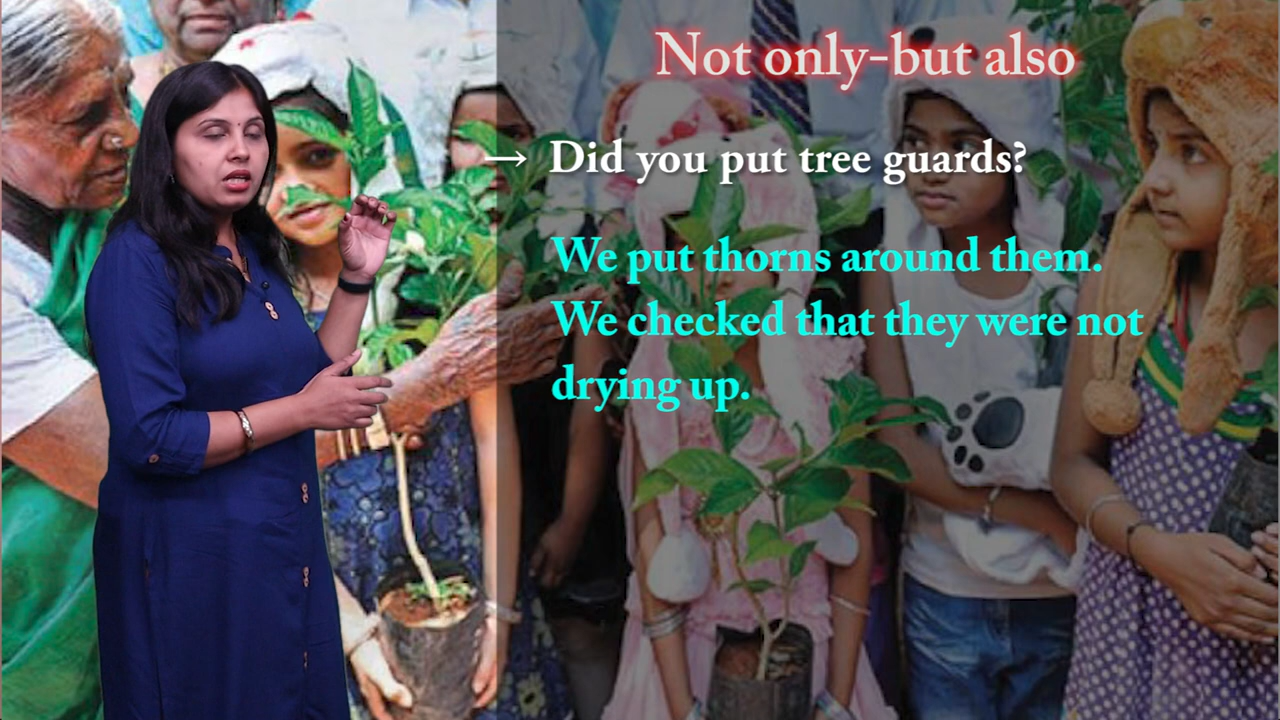 Not only-but also
→ Did you put tree guards?
We put thorns around them.
We checked that they were not
drying up.